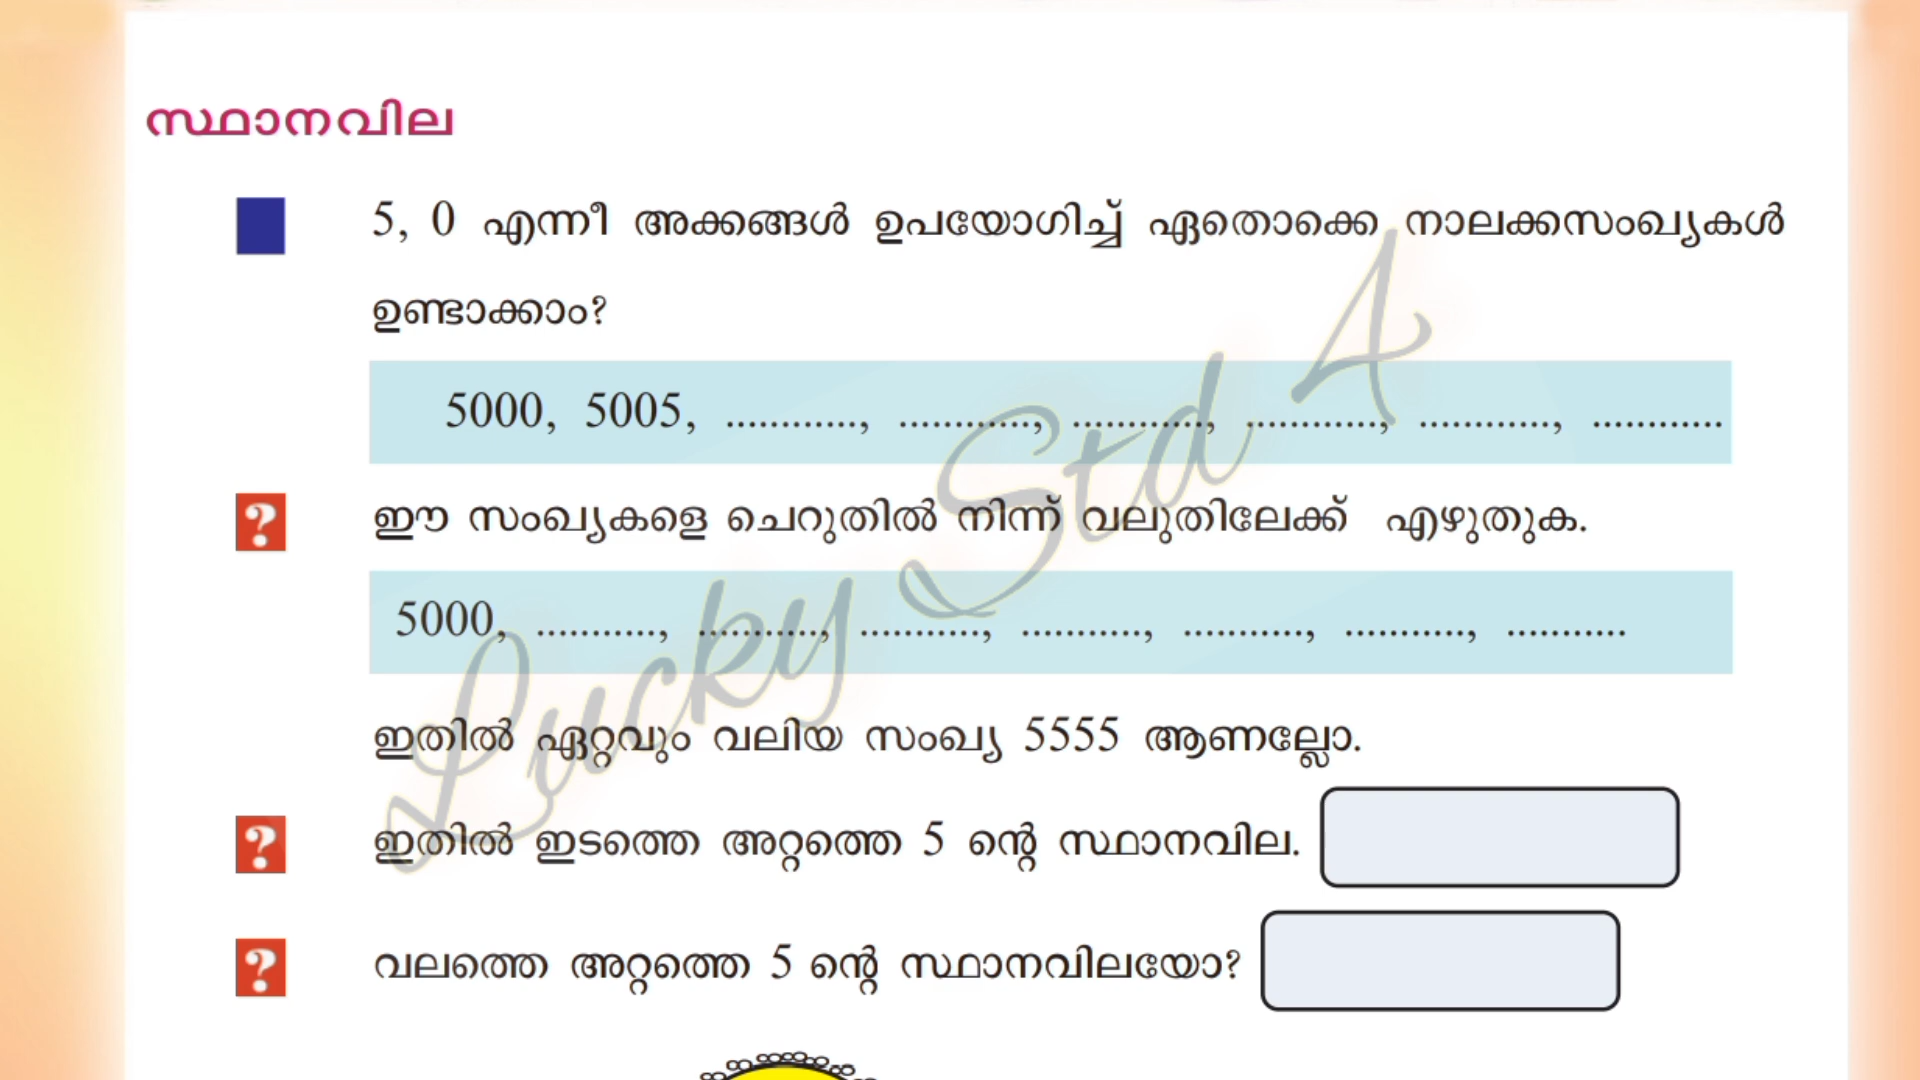 സ്ഥാനവില
5, 0 എന്നീ അക്കങ്ങൾ ഉപയോഗിച്ച് ഏതൊക്കെ നാലക്കസംഖ്യകൾ
ഉണ്ടാക്കാം?
5000, 5005, ............, ............, ............, ............, ............, ............
? ഈ സംഖ്യകളെ ചെറുതിൽ നിന്ന് വലുതിലേക്ക് എഴുതുക.
5000, ..........., ..........., ..........., ..........., ..........., ..........., ...........
ഇതിൽ ഏറ്റവും വലിയ സംഖ്യ 5555 ആണല്ലോ.
? ഇതിൽ ഇടത്തെ അറ്റത്തെ 5 ന്റെ സ്ഥാനവില.
? വലത്തെ അറ്റത്തെ 5 ന്റെ സ്ഥാനവിലയോ?
Lucky Std 4